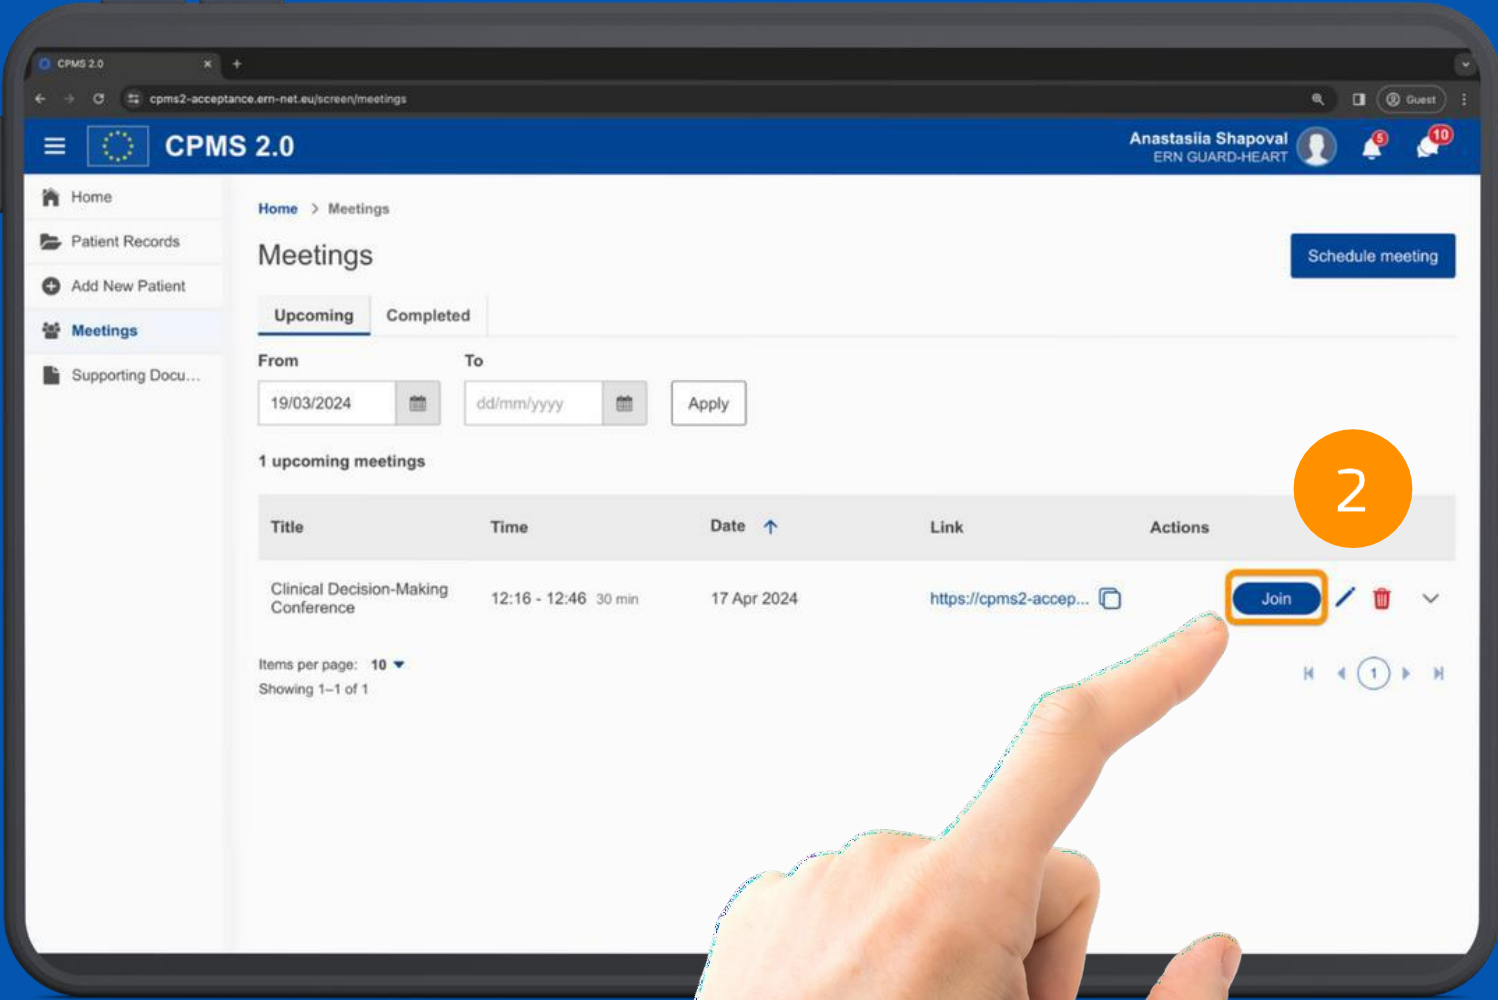 CPMS 2.0
cpms2-acceptance.ern-net.eu/screen/meetings
Guest
CPMS 2.0
Anastasiia Shapoval
ERN GUARD-HEART
5
10
Home
Patient Records
Add New Patient
Meetings
Supporting Docu...
Home > Meetings
Meetings
Schedule meeting
Upcoming Completed
From To
19/03/2024 dd/mm/yyyy Apply
1 upcoming meetings
2
Title Time Date Link Actions
Clinical Decision-Making
Conference
12:16 - 12:46 30 min 17 Apr 2024 https://cpms2-accep... Join
Items per page: 10
Showing 1–1 of 1
1